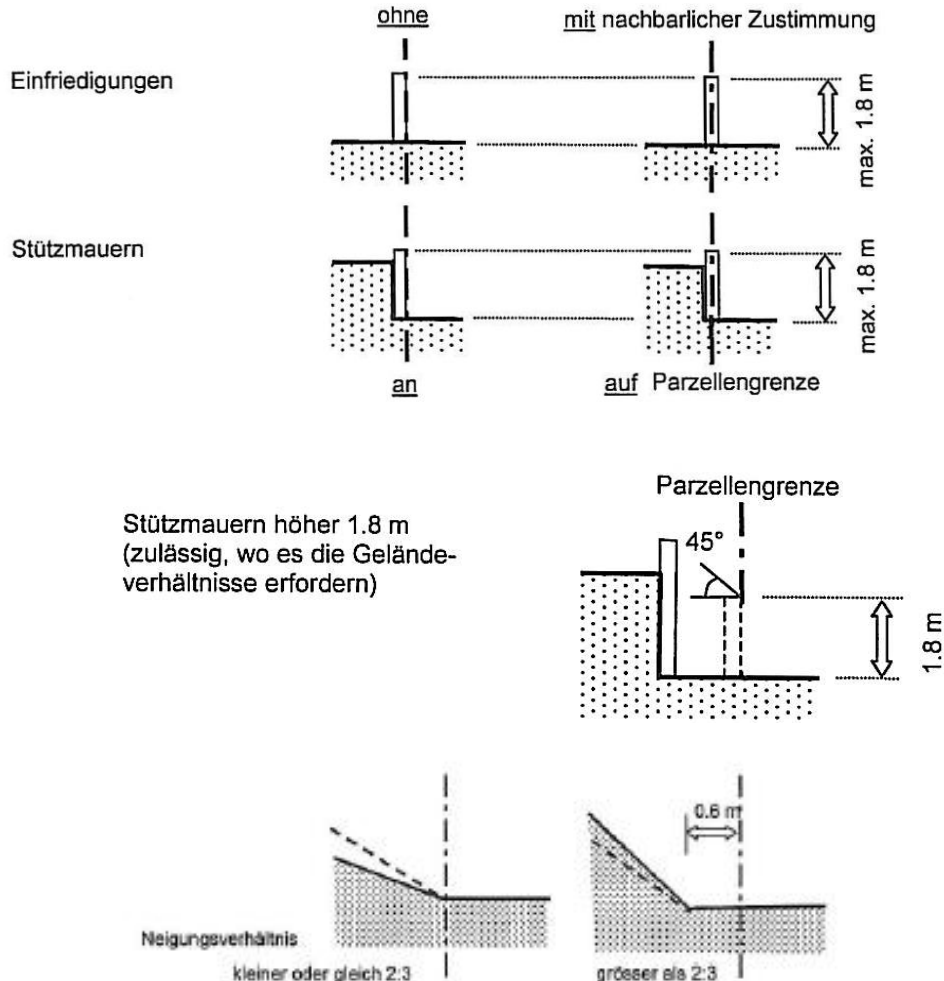 ohne
mit nachbarlicher Zustimmung
Einfriedigungen
max. 1.8 m
Stützmauern
max. 1.8 m
an
auf Parzellengrenze
Parzellengrenze
Stützmauern höher 1.8 m
(zulässig, wo es die Gelände-
verhältnisse erfordern)
45°
1.8 m
0.6 m
Neigungsverhältnis
kleiner oder gleich 2:3
grösser als 2:3